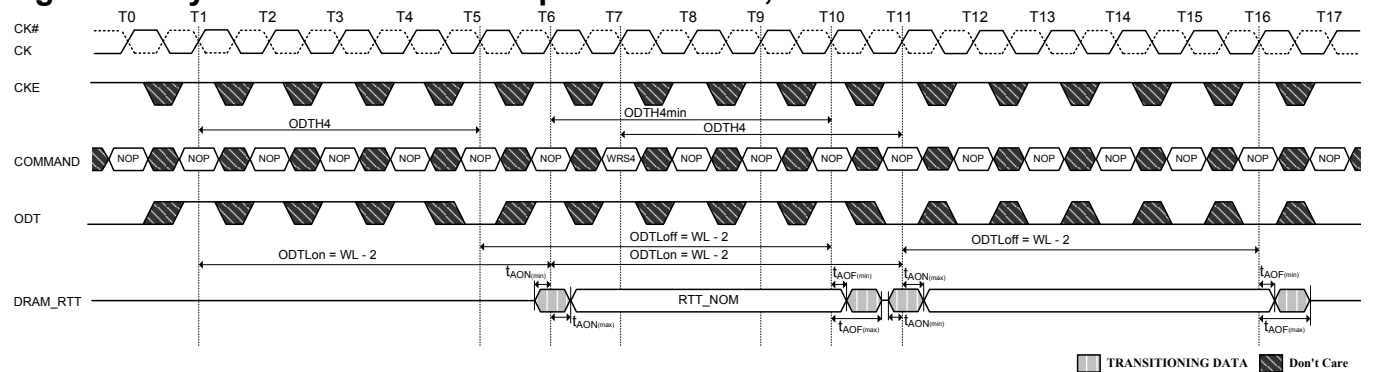 T0 T1 T2 T3 T4 T5 T6 T7 T8 T9 T10 T11 T12 T13 T14 T15 T16 T17
CK#
CK
CKE
ODTH4min
ODTH4 ODTH4
COMMAND NOP NOP NOP NOP NOP NOP NOP WRS4 NOP NOP NOP NOP NOP NOP NOP NOP NOP NOP
ODT
ODTLoff = WL - 2 ODTLoff = WL - 2
ODTLon = WL - 2 ODTLon = WL - 2
tAON(min) tAOF(min) tAON(max) tAOF(min)
DRAM_RTT RTT_NOM
tAON(max) tAOF(max) tAON(min) tAOF(max)
TRANSITIONING DATA Don't Care